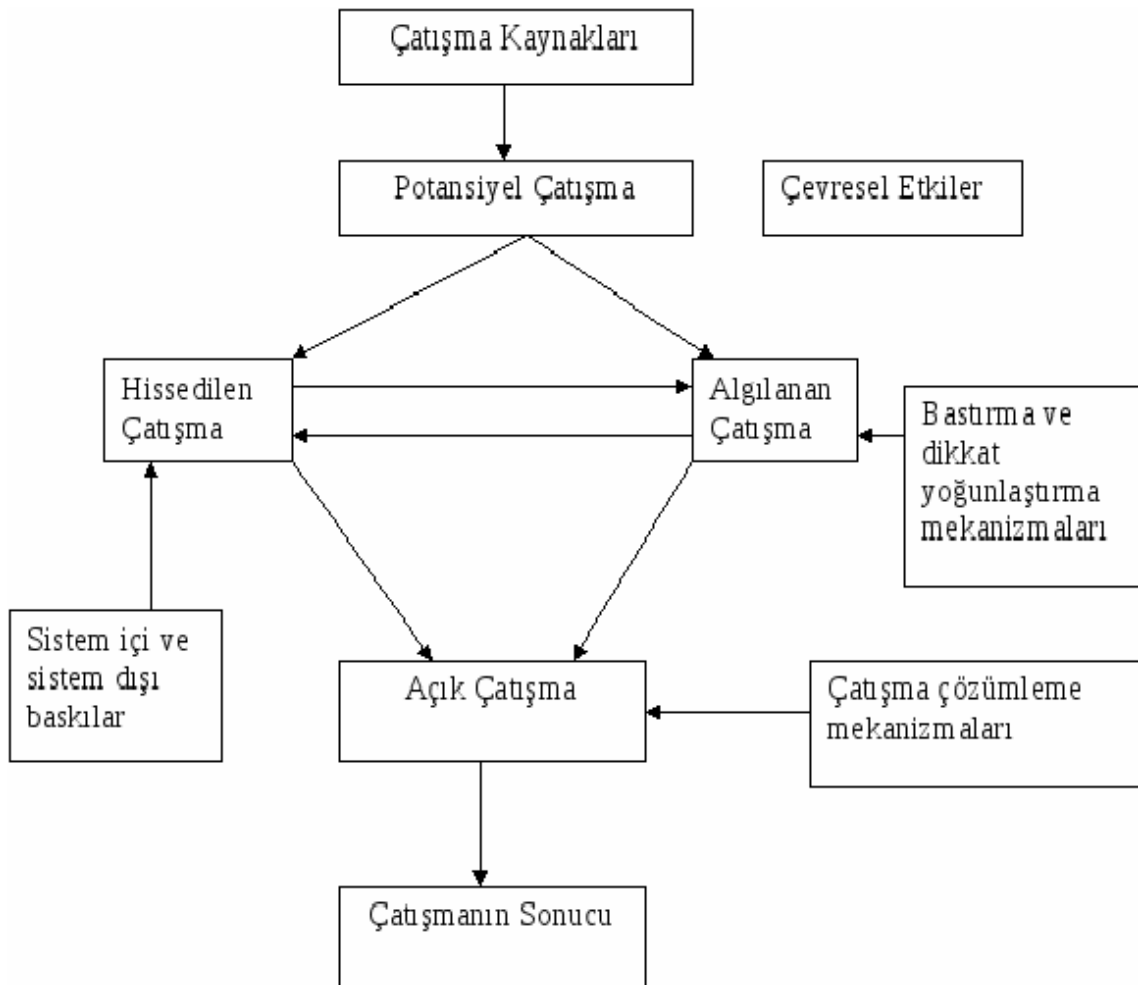 Çatışma Kaynakları
Potansiyel Çatışma
Çevresel Etkiler
Hissedilen
Çatışma
Algılanan
Çatışma
Bastırma ve
dikkat
yoğunlaştırma
mekanizmaları
Sistem içi ve
sistem dışı
baskılar
Açık Çatışma
Çatışma çözümleme
mekanizmaları
Çatışmanın Sonucu